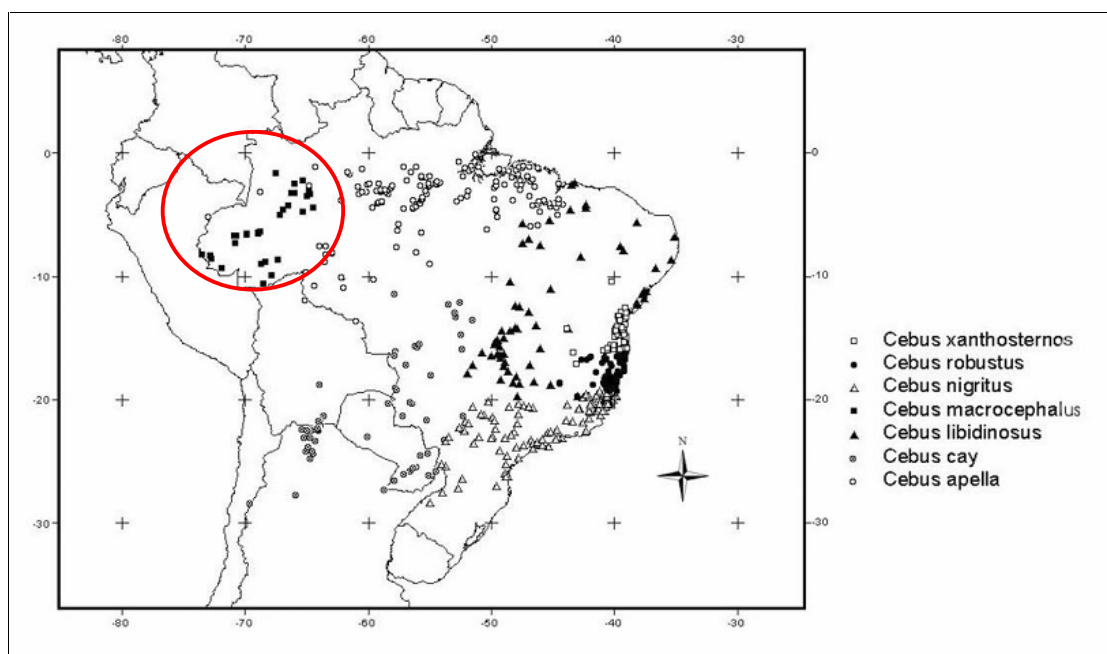 -80 -70 -60 -50 -40 -30
0 0
-10 -10
-20 -20
-30 -30
-80 -70 -60 -50 -40 -30
N
Cebus xanthosternos
Cebus robustus
Cebus nigritus
Cebus macrocephalus
Cebus libidinosus
Cebus cay
Cebus apella